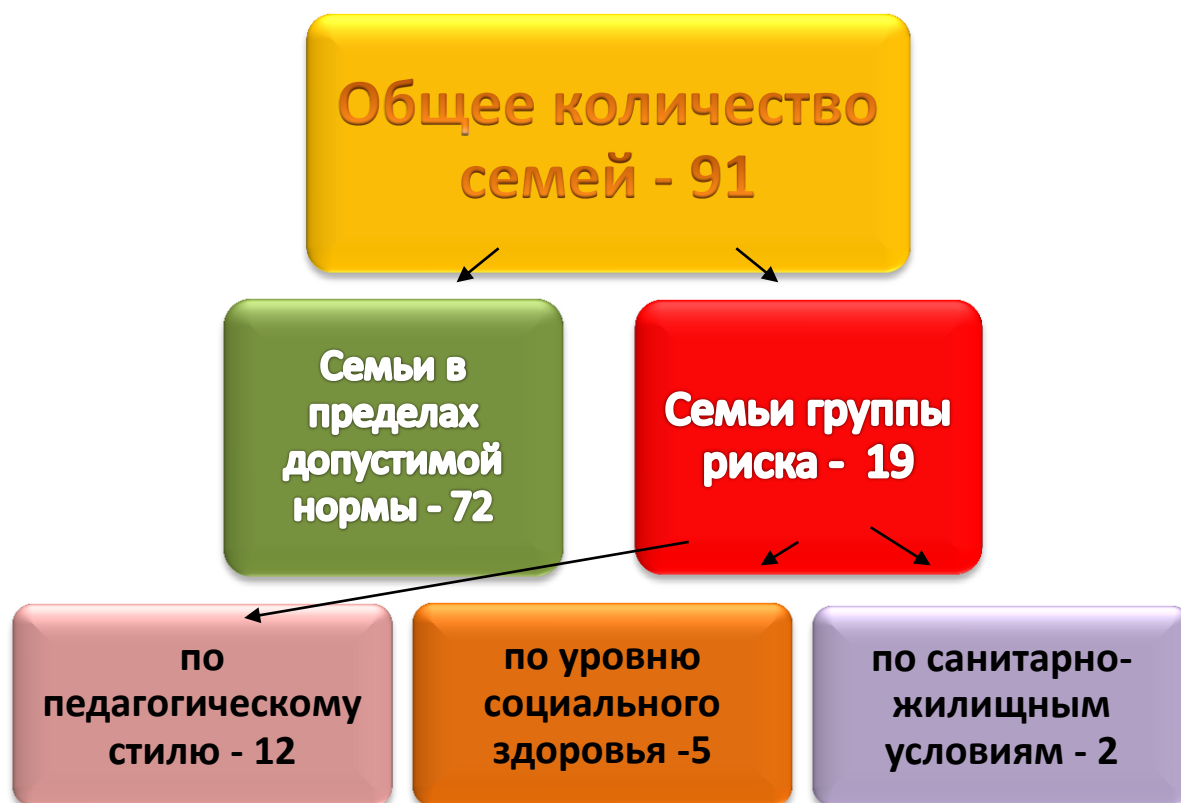 Общее количество
семей - 91
Семьи в
пределах
допустимой
нормы - 72
Семьи группы
риска - 19
по
педагогическому
стилю - 12
по уровню
социального
здоровья -5
по санитарно-
жилищным
условиям - 2